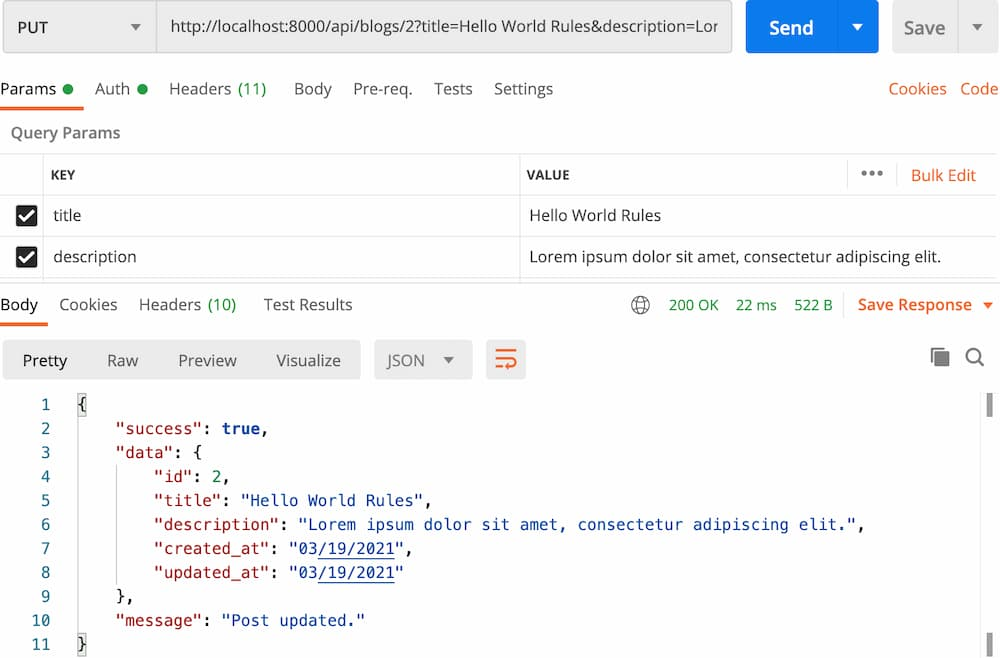 PUT http://localhost:8000/api/blogs/2?title=Hello World Rules&description=Lor Send Save
Params Auth Headers (11) Body Pre-req. Tests Settings Cookies Code
Query Params
KEY VALUE ••• Bulk Edit
title Hello World Rules
description Lorem ipsum dolor sit amet, consectetur adipiscing elit.
Body Cookies Headers (10) Test Results 200 OK 22 ms 522 B Save Response
Pretty Raw Preview Visualize JSON
1 {
2 "success": true,
3 "data": {
4 "id": 2,
5 "title": "Hello World Rules",
6 "description": "Lorem ipsum dolor sit amet, consectetur adipiscing elit.",
7 "created_at": "03/19/2021",
8 "updated_at": "03/19/2021"
9 },
10 "message": "Post updated."
11 }